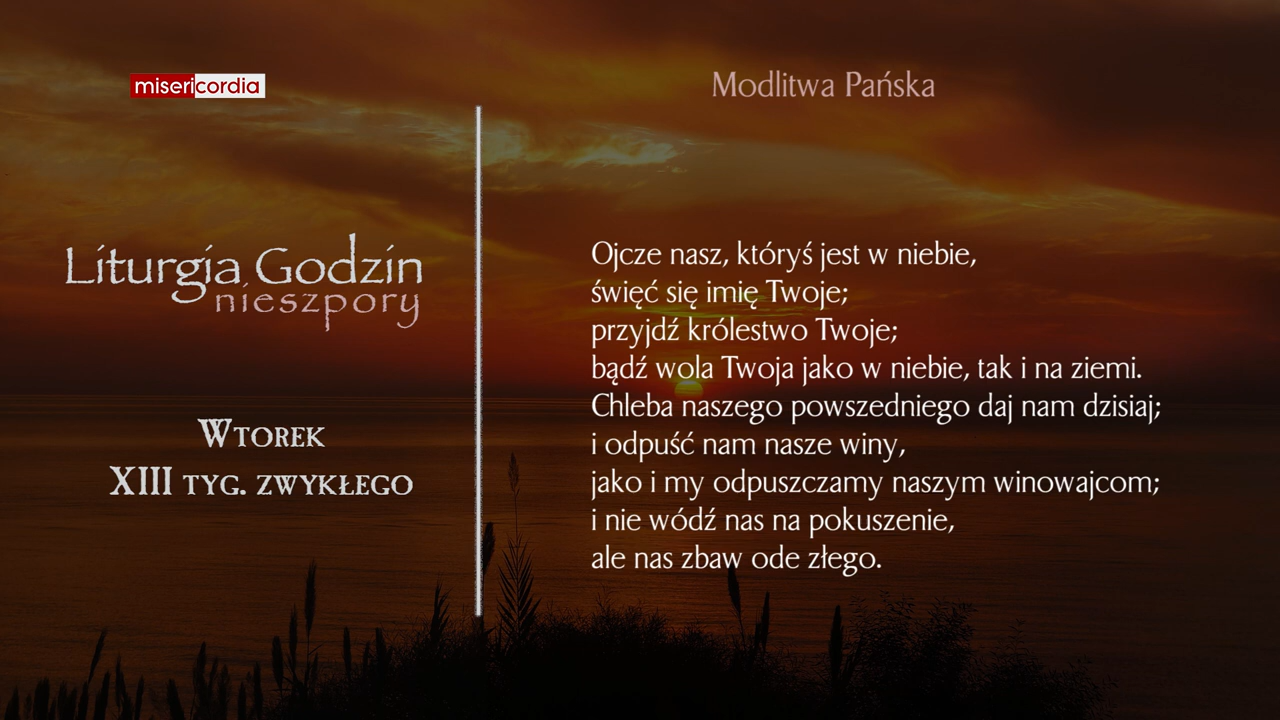 misericordia
Liturgia Godzin
nieszpory
Wtorek
XIII tyg. zwykłego
Modlitwa Pańska
Ojcze nasz, któryś jest w niebie,
święć się imię Twoje;
przyjdź królestwo Twoje;
bądź wola Twoja jako w niebie, tak i na ziemi.
Chleba naszego powszedniego daj nam dzisiaj;
i odpuść nam nasze winy,
jako i my odpuszczamy naszym winowajcom;
i nie wódź nas na pokuszenie,
ale nas zbaw ode złego.